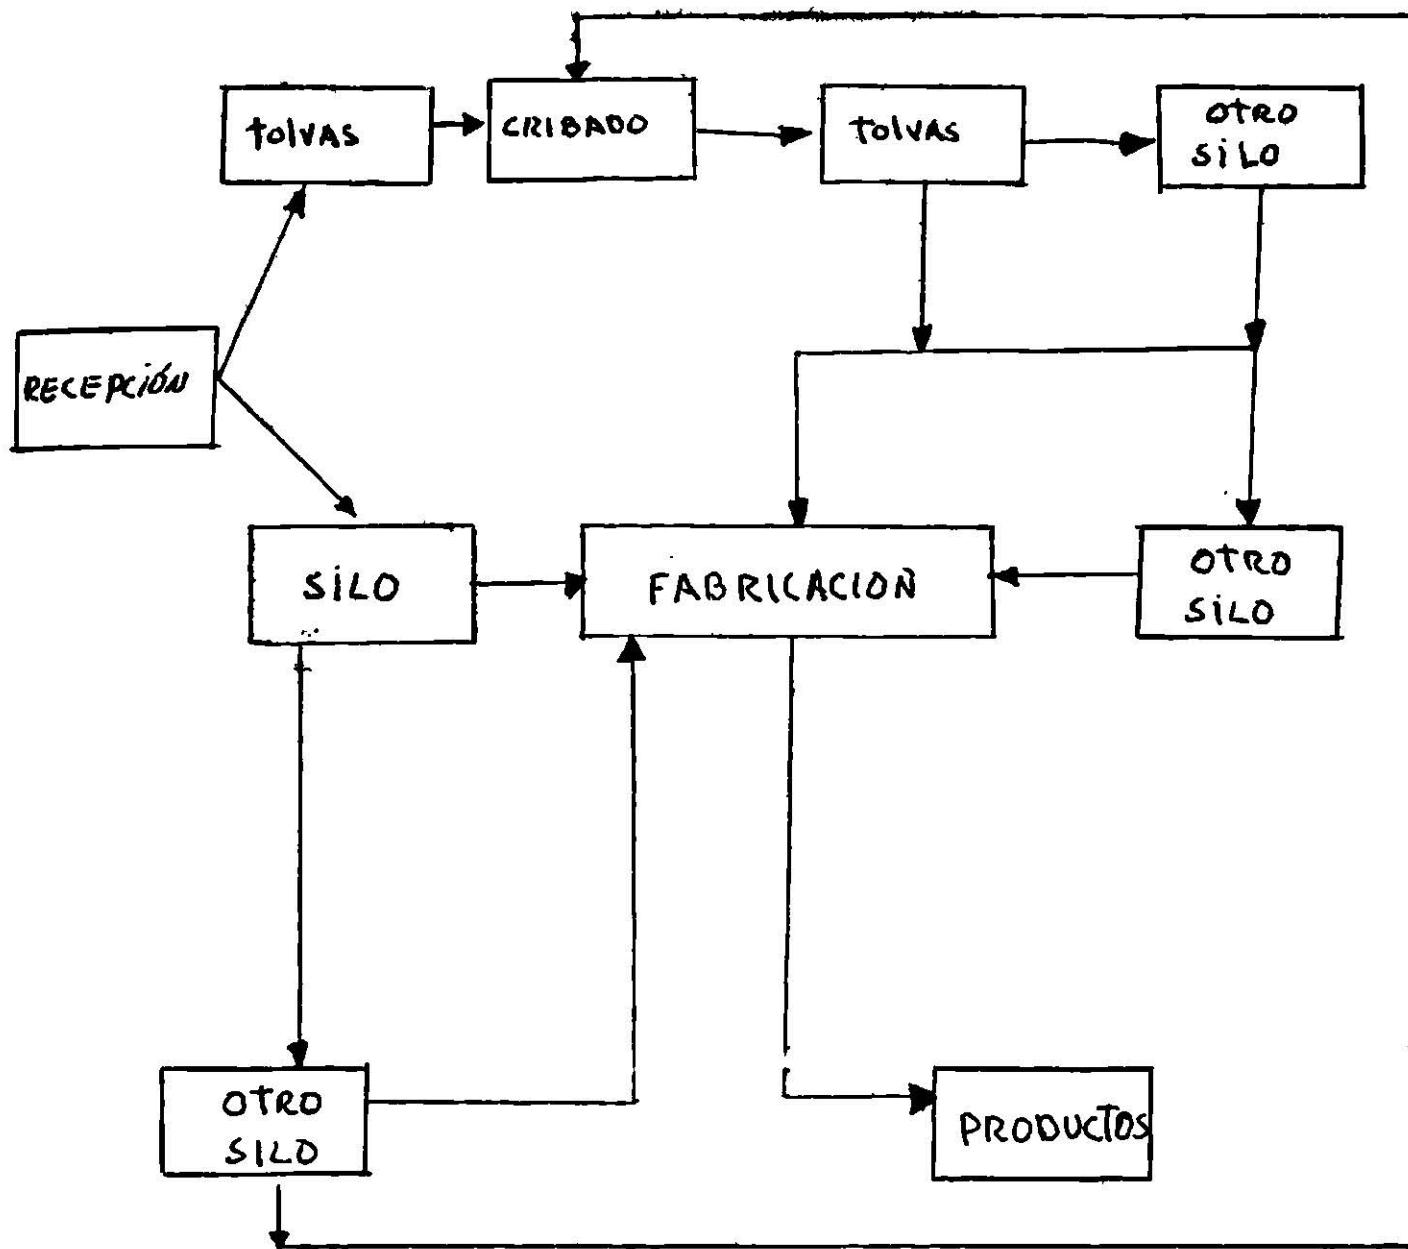 tolVAS
CRIBADO
tolVAS
OTRO
SiLO
RECEPCiÓN
SiLO
FABRICACION
OTRO
SiLO
OTRO
SILO
PRODUCTOS